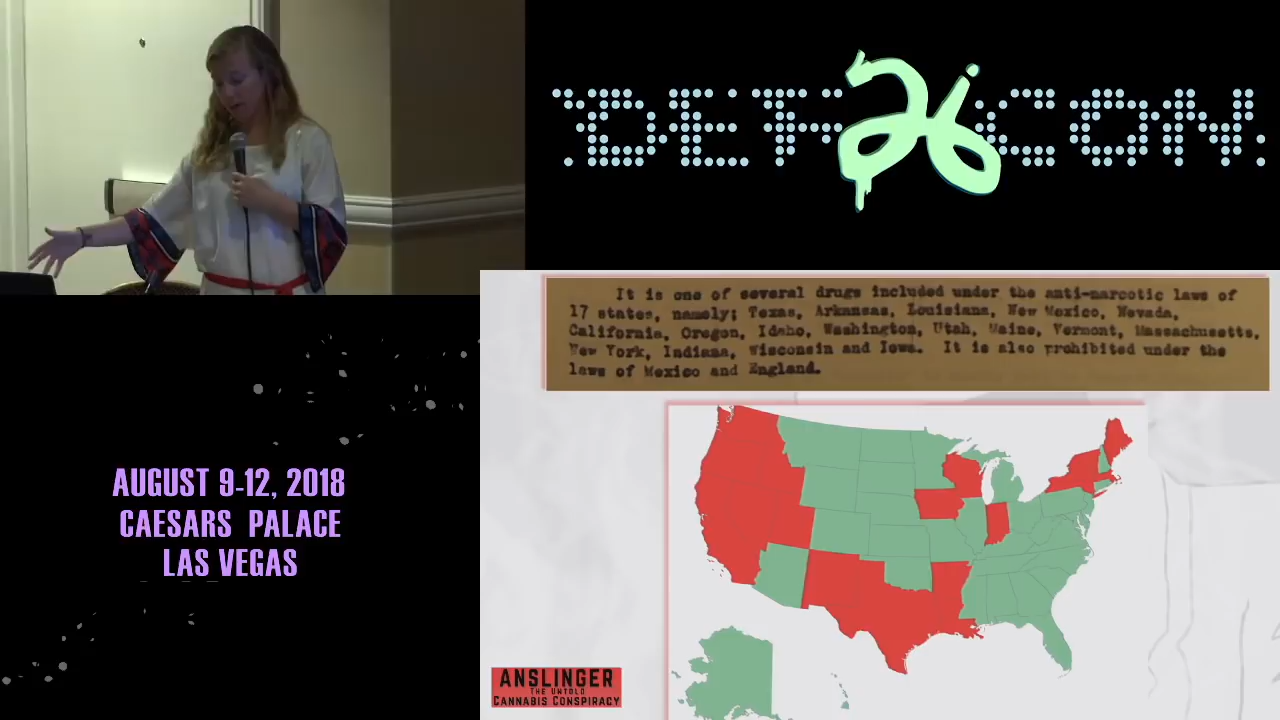 DEF CON
26
It is one of several drugs included under the anti-narcotic laws of
17 states, namely; Texas, Arkansas, Louisiana, New Mexico, Nevada,
California, Oregon, Idaho, Washington, Utah, Maine, Vermont, Massachusetts,
New York, Indiana, Wisconsin and Iowa. It is also prohibited under the
laws of Mexico and England.
AUGUST 9-12, 2018
CAESARS PALACE
LAS VEGAS
ANSLINGER
THE UNTOLD
CANNABIS CONSPIRACY